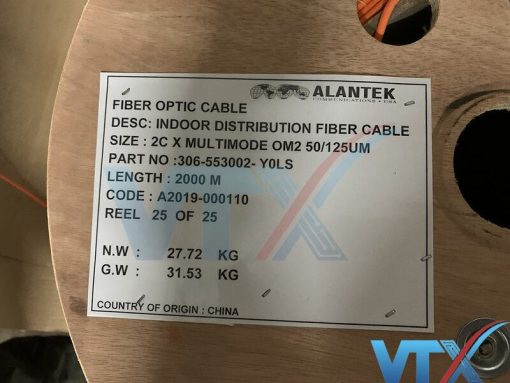 ALANTEK
COMMUNICATIONS • USA
FIBER OPTIC CABLE
DESC: INDOOR DISTRIBUTION FIBER CABLE
SIZE : 2C X MULTIMODE OM2 50/125UM
PART NO :306-553002- Y0LS
LENGTH : 2000 M
CODE : A2019-000110
REEL 25 OF 25
N.W : 27.72 KG
G.W : 31.53 KG
COUNTRY OF ORIGIN : CHINA
VTX
VTX